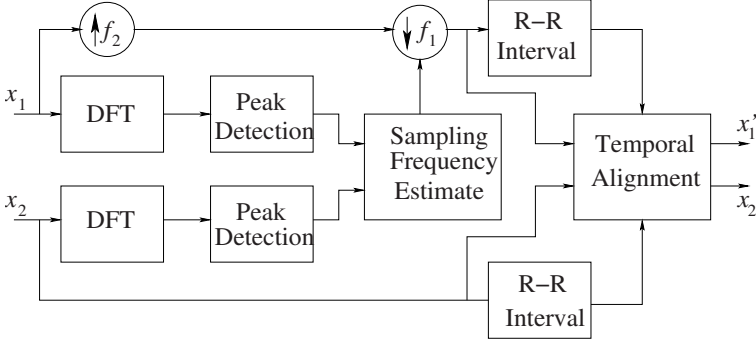 ↑f₂
↓f₁
R−R
Interval
x₁
DFT
Peak
Detection
Sampling
Frequency
Estimate
Temporal
Alignment
x₁'
x₂
x₂
DFT
Peak
Detection
R−R
Interval